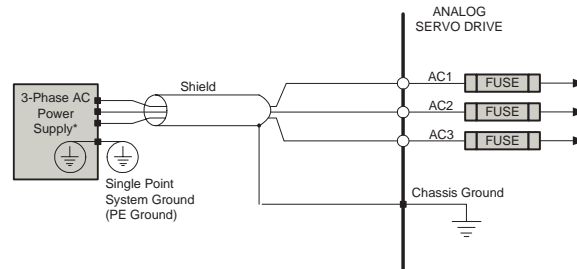 ANALOG
SERVO DRIVE
Shield
3-Phase AC
Power
Supply*
AC1
FUSE
AC2
FUSE
AC3
FUSE
Single Point
System Ground
(PE Ground)
Chassis Ground